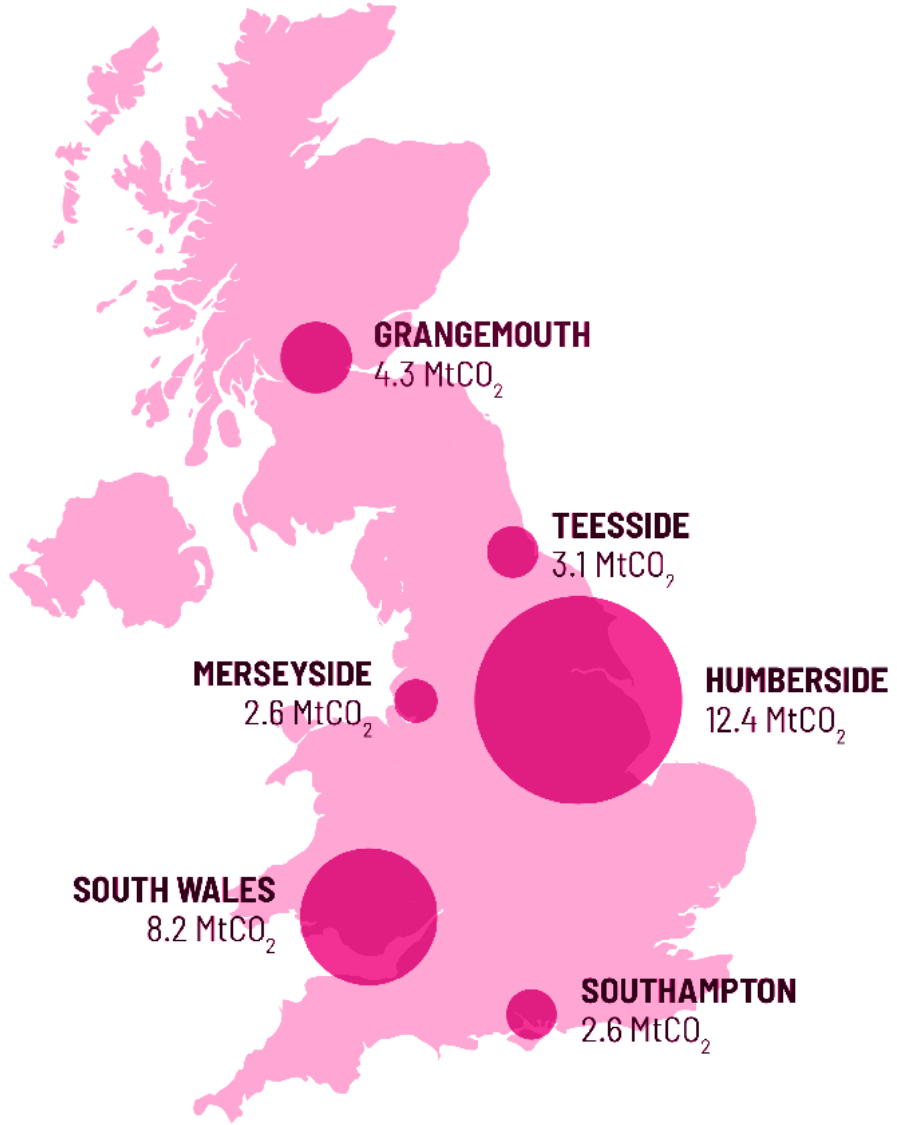 GRANGEMOUTH
4.3 MtCO₂
TEESSIDE
3.1 MtCO₂
MERSEYSIDE
2.6 MtCO₂
HUMBERSIDE
12.4 MtCO₂
SOUTH WALES
8.2 MtCO₂
SOUTHAMPTON
2.6 MtCO₂